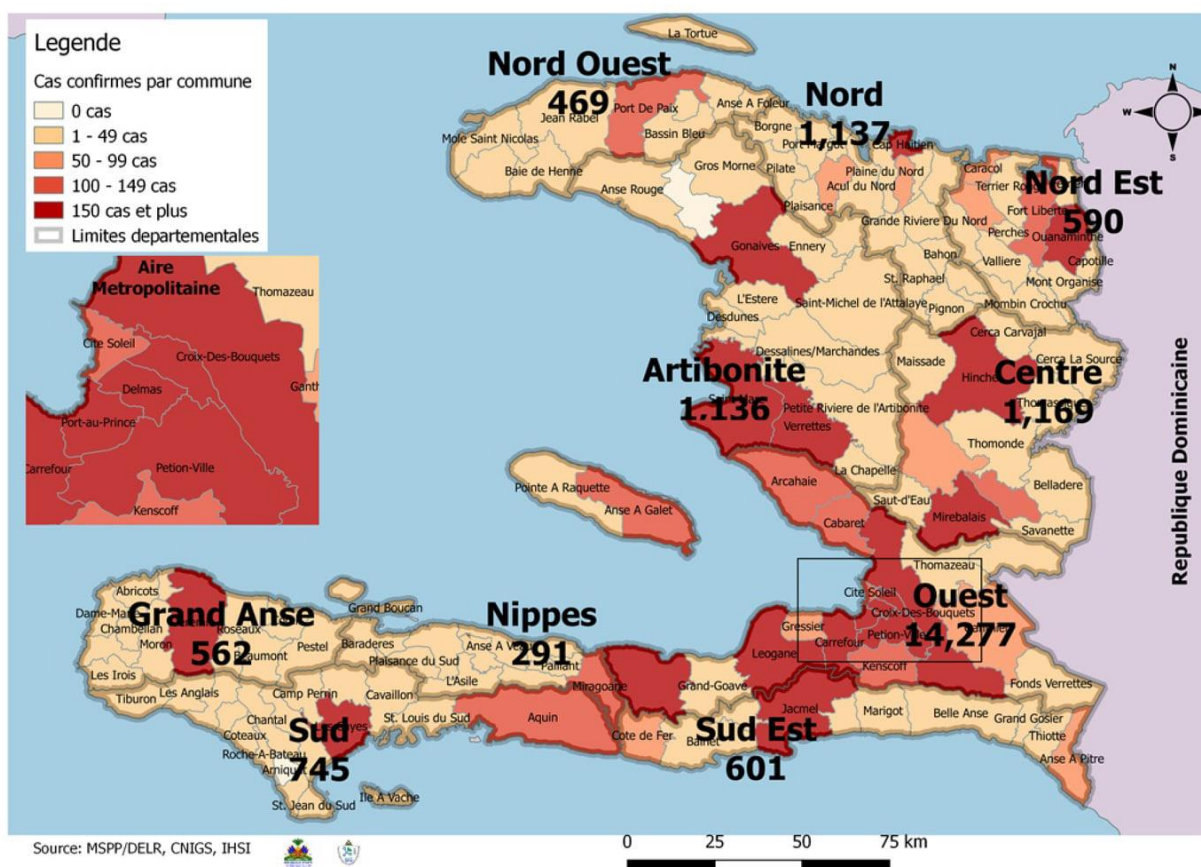 Legende
Cas confirmes par commune
0 cas
1 - 49 cas
50 - 99 cas
100 - 149 cas
150 cas et plus
Limites departementales
Aire
Metropolitaine
Thomazeau
Cite Soleil
Croix-Des-Bouquets
Delmas
Port-au-Prince
Carrefour
Petion-Ville
Kenscoff
La Tortue
Nord Ouest
469
Port De Paix
Jean Rabel
Anse A Foleur
Mole Saint Nicolas
Bassin Bleu
Baie de Henne
Nord
1,137
Borgne
Cap Haitien
Gros Morne
Pilate
Plaine du Nord
Acul du Nord
Anse Rouge
Plaisance
Grande Riviere Du Nord
Caracol
Nord Est
590
Perches
Ouanaminthe
Capotille
Valliere
Mont Organise
Mombin Crochu
Gonaives
Ennery
Bahon
St. Raphael
Pignon
L'Estere
Saint-Michel de l'Attalaye
Desdunes
Dessalines/Marchandes
Artibonite
1.136
Petite Riviere de l'Artibonite
Verrettes
La Chapelle
Cerca Carvajal
Maissade
Cerca La Source
Centre
1,169
Thomonde
Belladere
Saut-d'Eau
Mirebalais
Savanette
Arcahaie
Cabaret
Pointe A Raquette
Anse A Galet
Thomazeau
Cite Soleil
Ouest
14,277
Croix-Des-Bouquets
Gressier
Carrefour
Petion-Ville
Leogane
Kenscoff
Fonds Verrettes
Grand-Goave
Abricots
Grand Anse
562
Chambellan
Moron
Roseaux
Pestel
Les Irois
Grand Boucan
Baraderes
Nippes
291
Paillant
Plaisance du Sud
L'Asile
Miragoane
Tiburon
Les Anglais
Camp Perrin
Cavaillon
St. Louis du Sud
Aquin
Chantal
Coteaux
Sud
745
Roche-A-Bateau
St. Jean du Sud
Ile A Vache
Cote de Fer
Jacmel
Sud Est
601
Marigot
Belle Anse
Grand Gosier
Thiotte
Anse A Pitre
Republique Dominicaine
N
W
E
S
Source: MSPP/DELR, CNIGS, IHSI
0 25 50 75 km